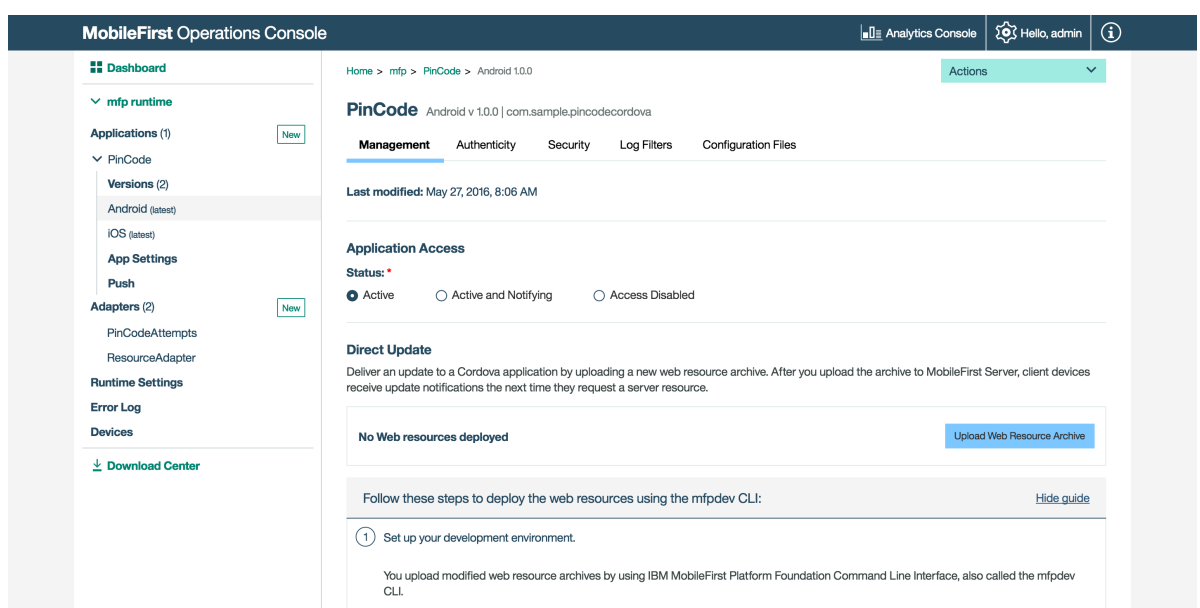 MobileFirst Operations Console
Analytics Console
Hello, admin
Dashboard
mfp runtime
Applications (1)
New
PinCode
Versions (2)
Android (latest)
iOS (latest)
App Settings
Push
Adapters (2)
New
PinCodeAttempts
ResourceAdapter
Runtime Settings
Error Log
Devices
Download Center
Home > mfp > PinCode > Android 1.0.0
Actions
PinCode Android v 1.0.0 | com.sample.pincodecordova
Management Authenticity Security Log Filters Configuration Files
Last modified: May 27, 2016, 8:06 AM
Application Access
Status: *
Active Active and Notifying Access Disabled
Direct Update
Deliver an update to a Cordova application by uploading a new web resource archive. After you upload the archive to MobileFirst Server, client devices
receive update notifications the next time they request a server resource.
No Web resources deployed
Upload Web Resource Archive
Follow these steps to deploy the web resources using the mfpdev CLI:
Hide guide
1 Set up your development environment.
You upload modified web resource archives by using IBM MobileFirst Platform Foundation Command Line Interface, also called the mfpdev
CLI.